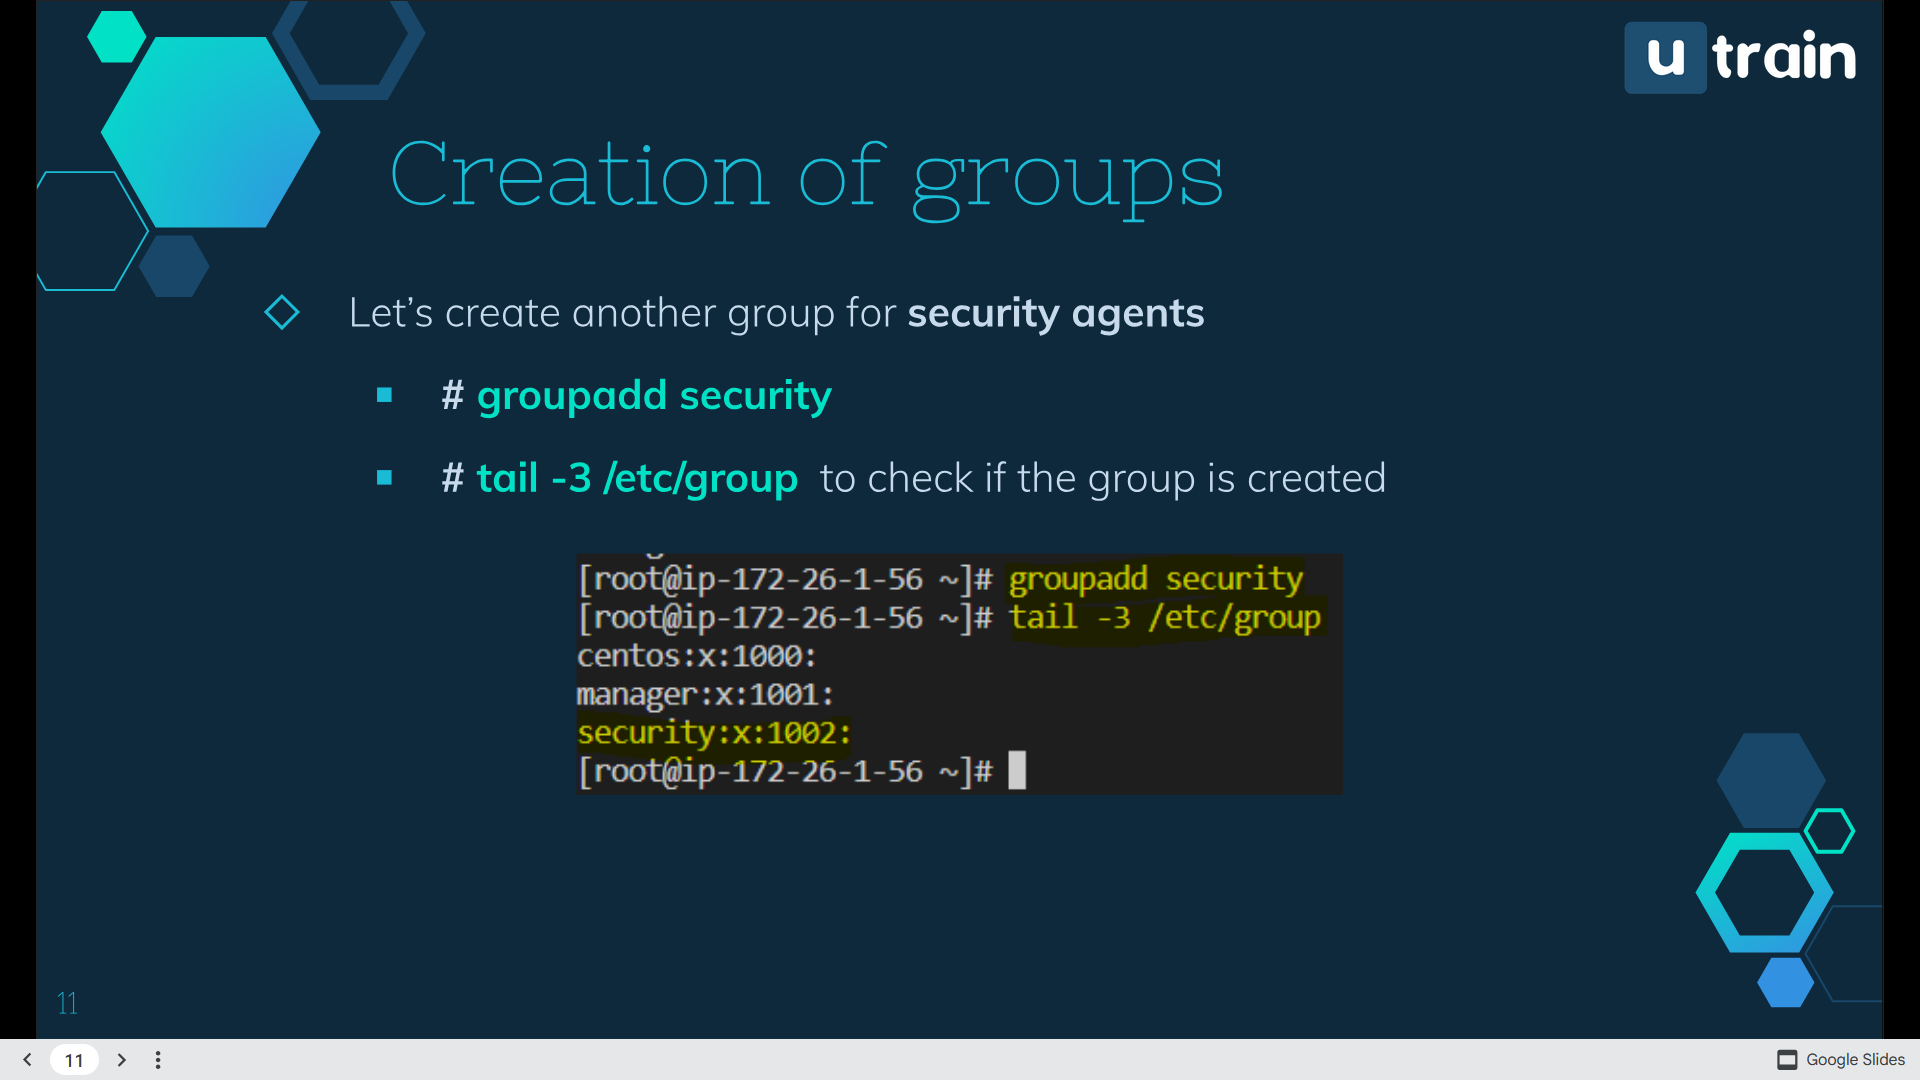 u train
Creation of groups
Let’s create another group for security agents
# groupadd security
# tail -3 /etc/group to check if the group is created
[root@ip-172-26-1-56 ~]# groupadd security
[root@ip-172-26-1-56 ~]# tail -3 /etc/group
centos:x:1000:
manager:x:1001:
security:x:1002:
[root@ip-172-26-1-56 ~]#
11
11
Google Slides